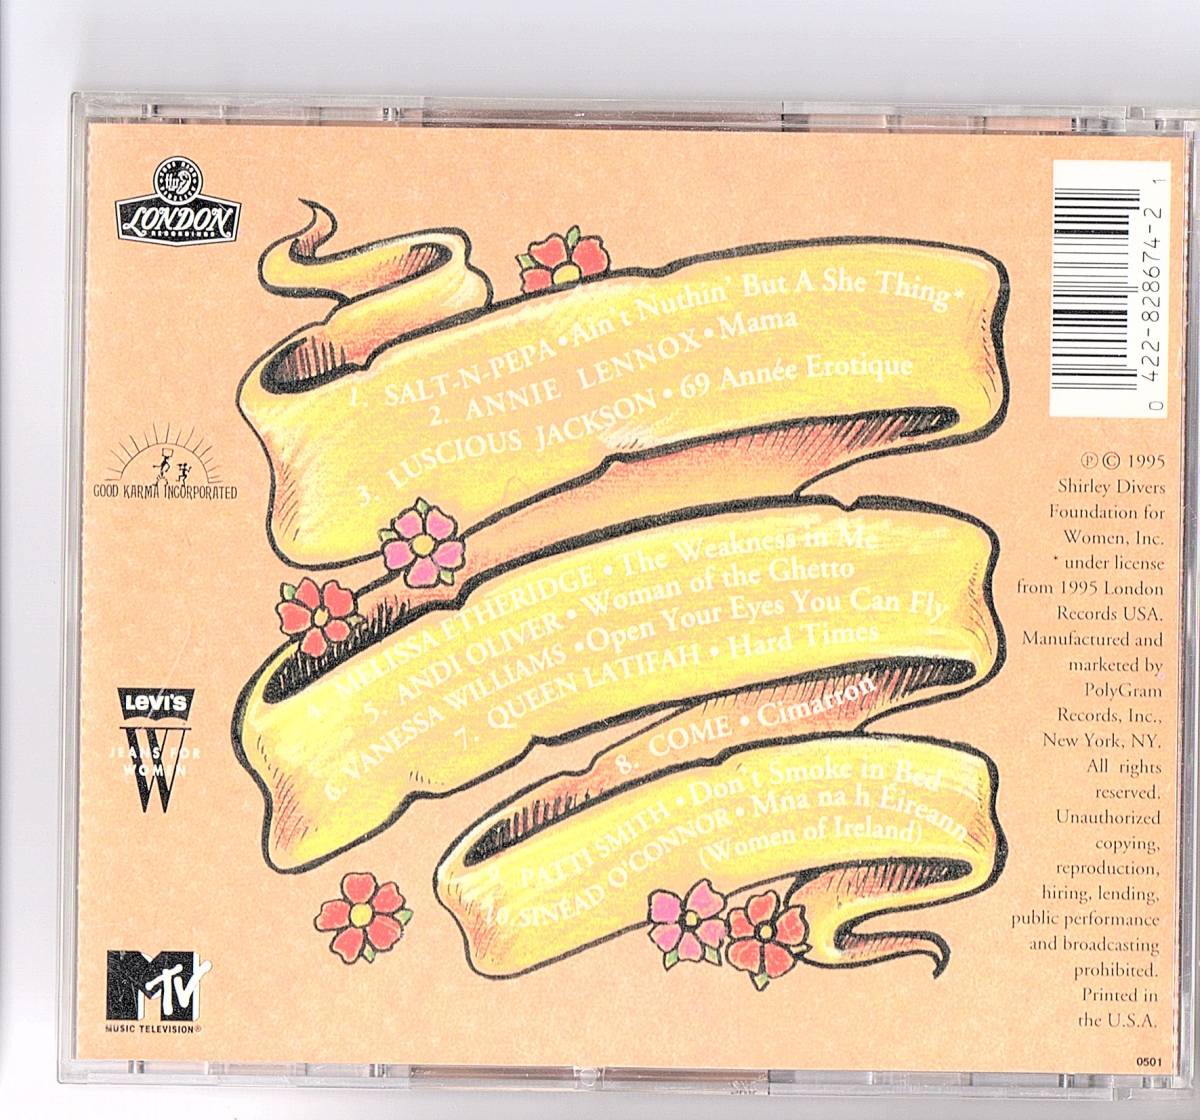 LONDON
RECORDINGS
1. SALT-N-PEPA • Ain't Nuthin' But A She Thing*
2. ANNIE LENNOX • Mama
3. LUSCIOUS JACKSON • 69 Année Erotique
4. MELISSA ETHERIDGE • The Weakness in Me
5. ANDI OLIVER • Woman of the Ghetto
6. VANESSA WILLIAMS • Open Your Eyes You Can Fly
7. QUEEN LATIFAH • Hard Times
8. COME • Cimarron
9. PATTI SMITH • Don't Smoke in Bed
10. SINEAD O'CONNOR • Mna na h Éireann
(Women of Ireland)
GOOD KARMA INCORPORATED
LEVI'S
W
JEANS FOR
WOMEN
MTV
MUSIC TELEVISION®
0 422-828674-2 1
℗ © 1995
Shirley Divers
Foundation for
Women, Inc.
*under license
from 1995 London
Records USA.
Manufactured and
marketed by
PolyGram
Records, Inc.,
New York, NY.
All rights
reserved.
Unauthorized
copying,
reproduction,
hiring, lending,
public performance
and broadcasting
prohibited.
Printed in
the U.S.A.
0501